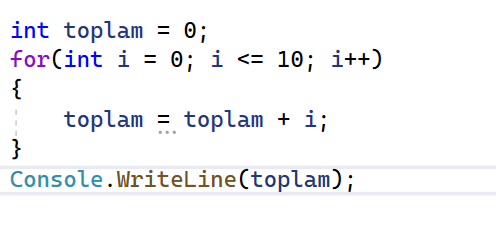 int toplam = 0;
for(int i = 0; i <= 10; i++)
{
    toplam = toplam + i;
}
Console.WriteLine(toplam);